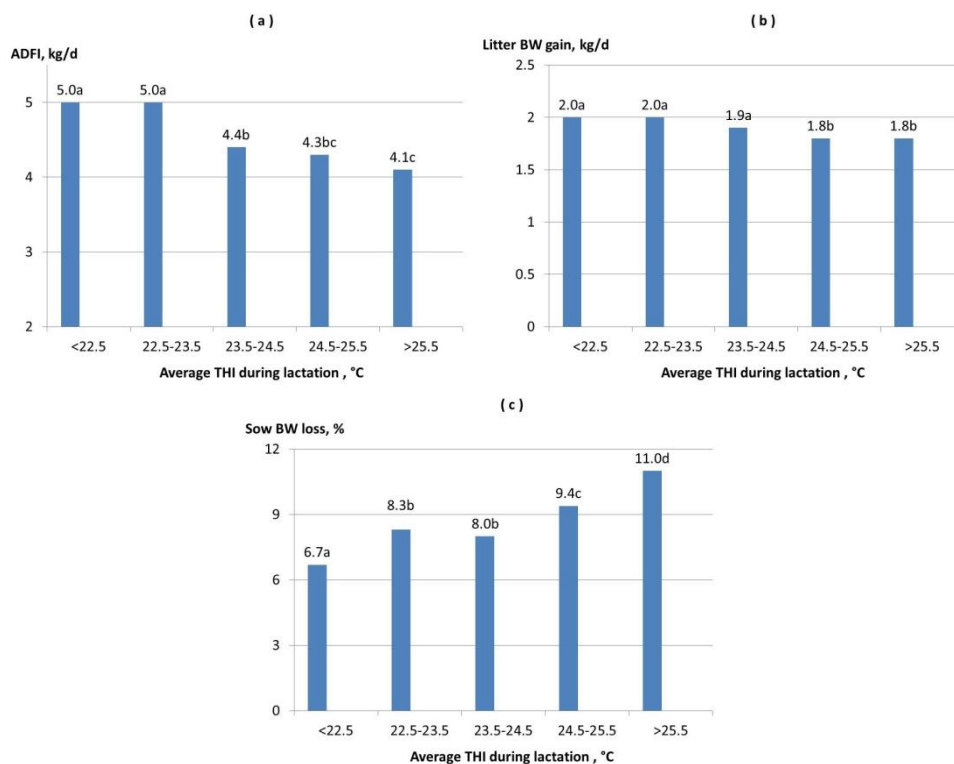 ( a )
ADFI, kg/d
5
4
3
2
5.0a
5.0a
4.4b
4.3bc
4.1c
<22.5
22.5-23.5
23.5-24.5
24.5-25.5
>25.5
Average THI during lactation , °C
( b )
Litter BW gain, kg/d
2.5
2
1.5
1
0.5
0
2.0a
2.0a
1.9a
1.8b
1.8b
<22.5
22.5-23.5
23.5-24.5
24.5-25.5
>25.5
Average THI during lactation , °C
( c )
Sow BW loss, %
12
9
6
3
0
6.7a
8.3b
8.0b
9.4c
11.0d
<22.5
22.5-23.5
23.5-24.5
24.5-25.5
>25.5
Average THI during lactation , °C